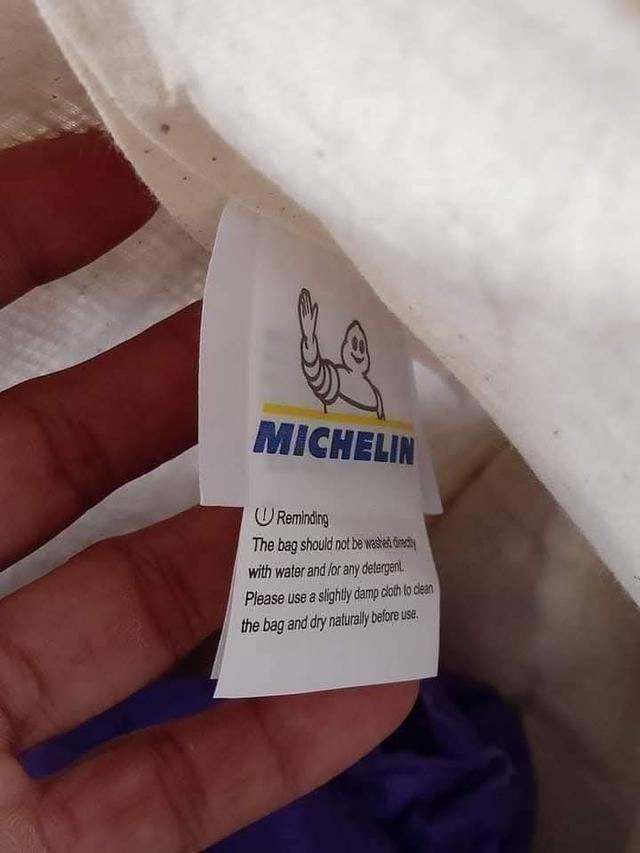 MICHELIN
Reminding
The bag should not be washed directly
with water and /or any detergent.
Please use a slightly damp cloth to clean
the bag and dry naturally before use.